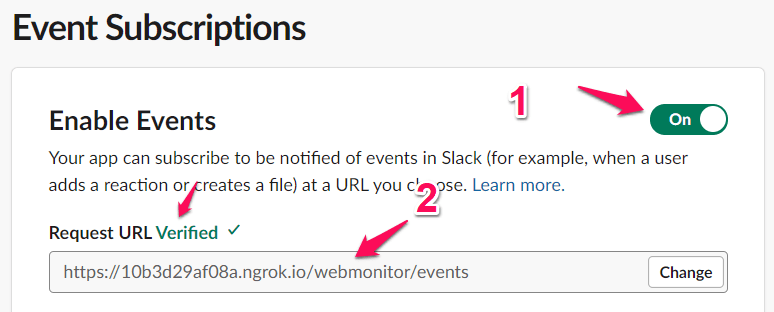 Event Subscriptions
1
Enable Events
On
Your app can subscribe to be notified of events in Slack (for example, when a user
adds a reaction or creates a file) at a URL you choose. Learn more.
2
Request URL Verified ✓
https://10b3d29af08a.ngrok.io/webmonitor/events
Change